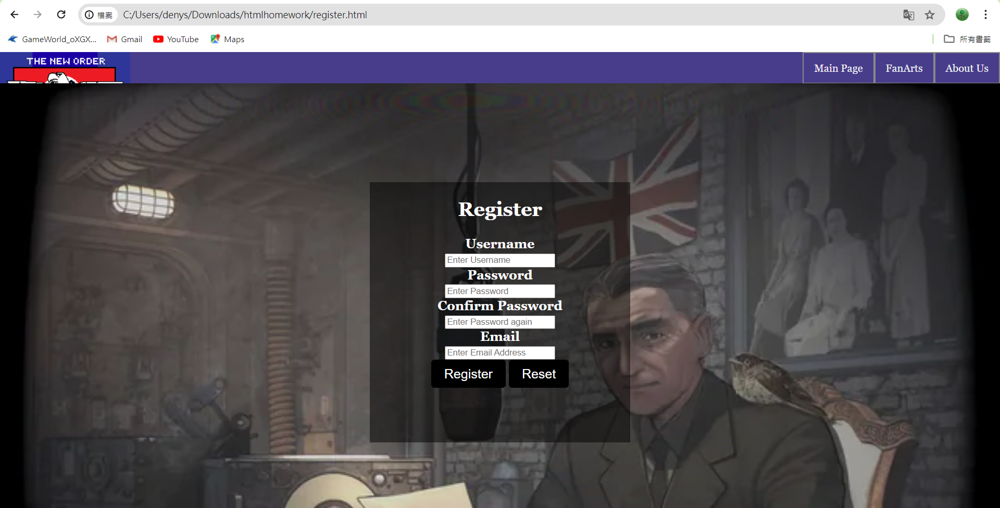 檔案 C:/Users/denys/Downloads/htmlhomework/register.html
GameWorld_oXGX... Gmail YouTube Maps 所有書籤
THE NEW ORDER
Main Page FanArts About Us
Register
Username
Enter Username
Password
Enter Password
Confirm Password
Enter Password again
Email
Enter Email Address
Register Reset